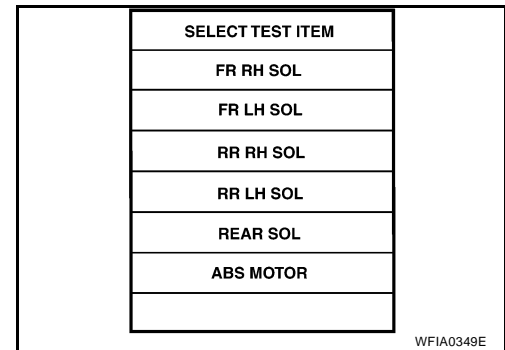 SELECT TEST ITEM
FR RH SOL
FR LH SOL
RR RH SOL
RR LH SOL
REAR SOL
ABS MOTOR
WFIA0349E